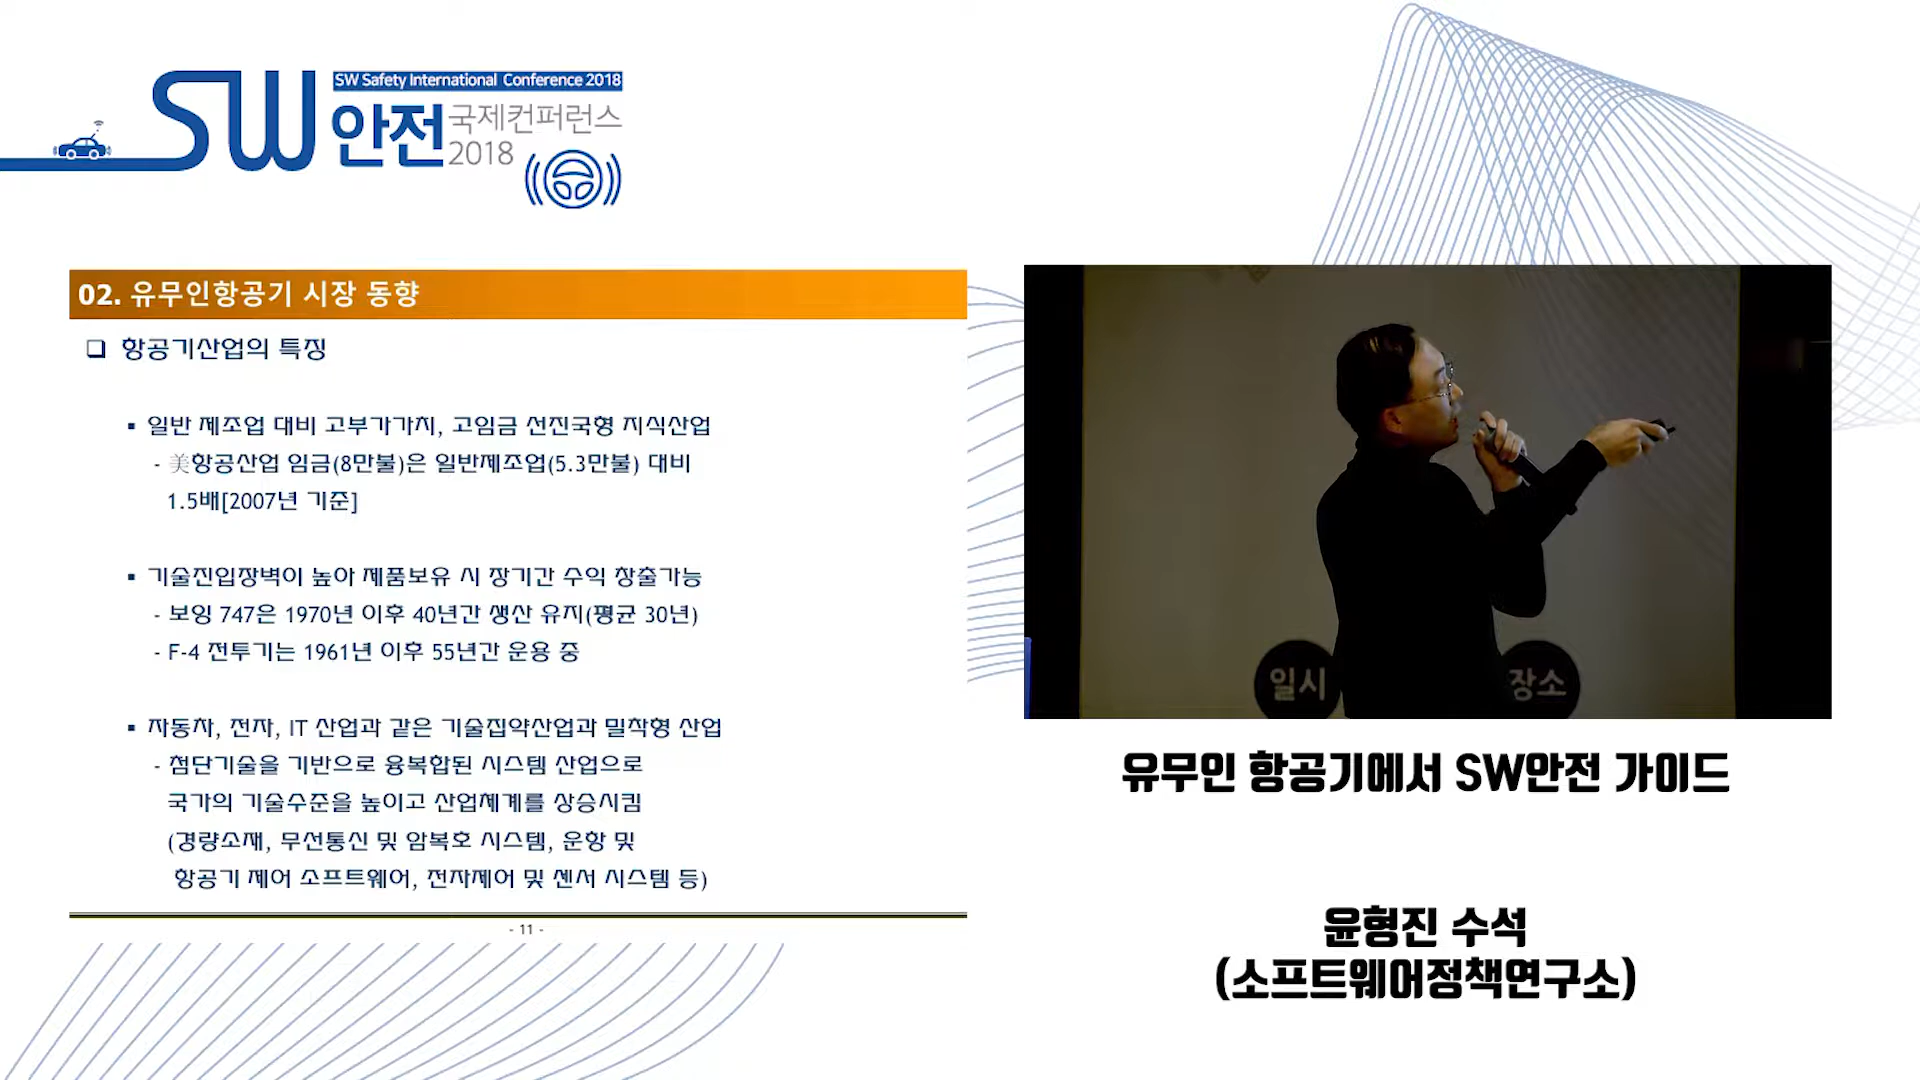 SW
SW Safety International Conference 2018
안전
국제컨퍼런스
2018
02. 유무인항공기 시장 동향
❑ 항공기산업의 특징
▪ 일반 제조업 대비 고부가가치, 고임금 선진국형 지식산업
- 美항공산업 임금(8만불)은 일반제조업(5.3만불) 대비
1.5배[2007년 기준]
▪ 기술진입장벽이 높아 제품보유 시 장기간 수익 창출가능
- 보잉 747은 1970년 이후 40년간 생산 유지(평균 30년)
- F-4 전투기는 1961년 이후 55년간 운용 중
▪ 자동차, 전자, IT 산업과 같은 기술집약산업과 밀착형 산업
- 첨단기술을 기반으로 융복합된 시스템 산업으로
국가의 기술수준을 높이고 산업체계를 상승시킴
(경량소재, 무선통신 및 암복호 시스템, 운항 및
항공기 제어 소프트웨어, 전자제어 및 센서 시스템 등)
- 11 -
일시
장소
유무인 항공기에서 SW안전 가이드
윤형진 수석
(소프트웨어정책연구소)